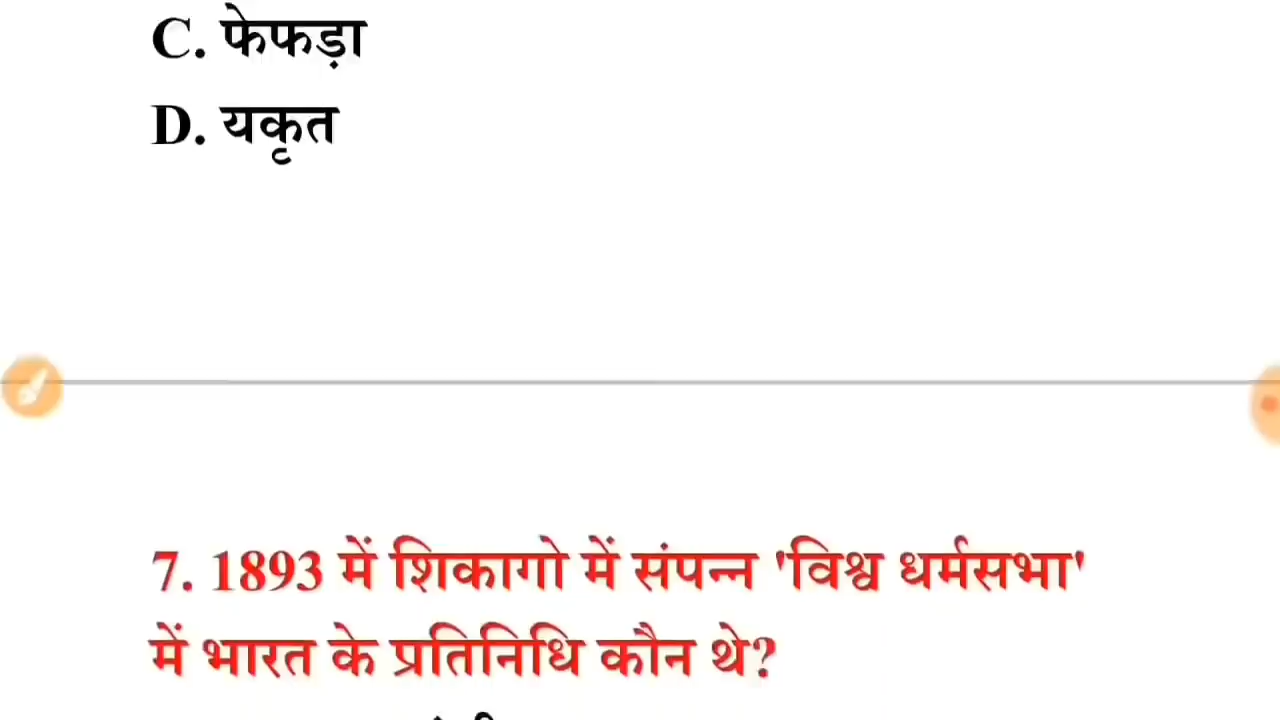 C. फेफड़ा
D. यकृत
7. 1893 में शिकागो में संपन्न 'विश्व धर्मसभा'
में भारत के प्रतिनिधि कौन थे?